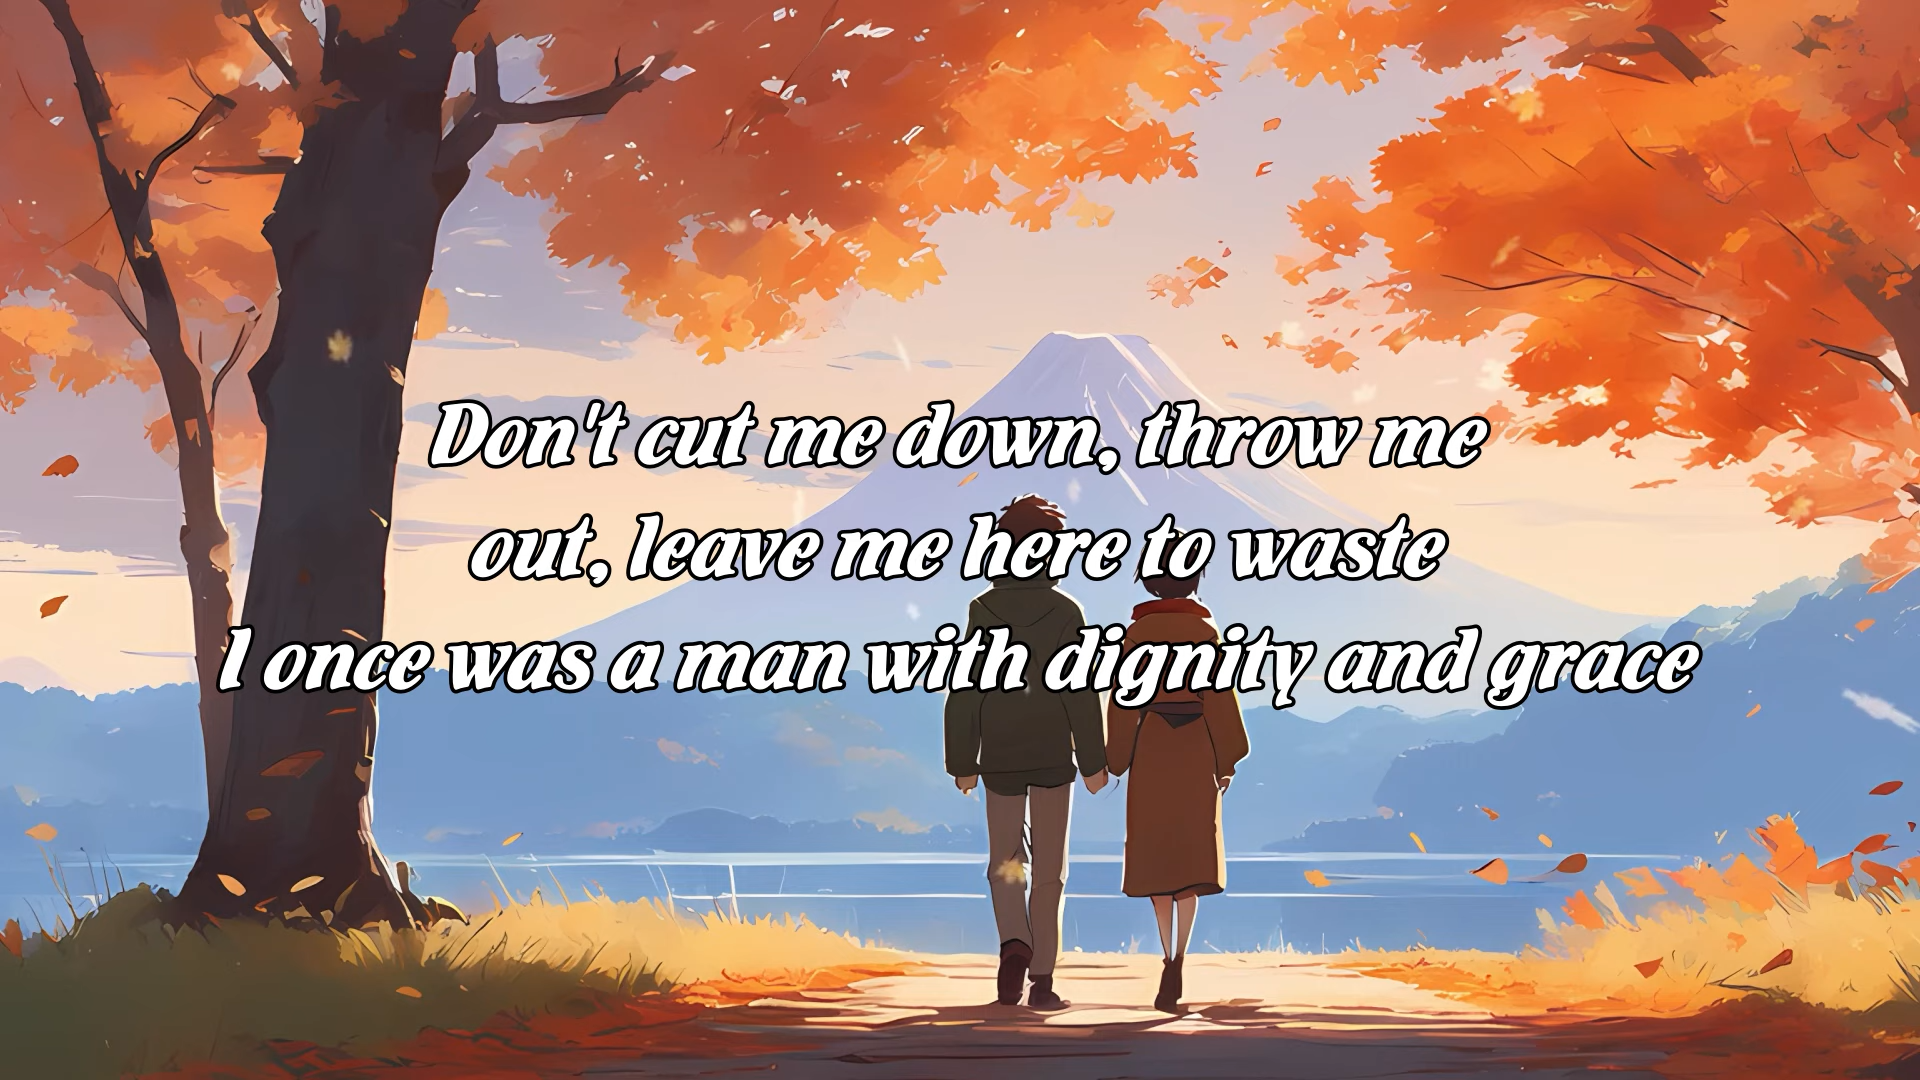 Don't cut me down, throw me
out, leave me here to waste
I once was a man with dignity and grace